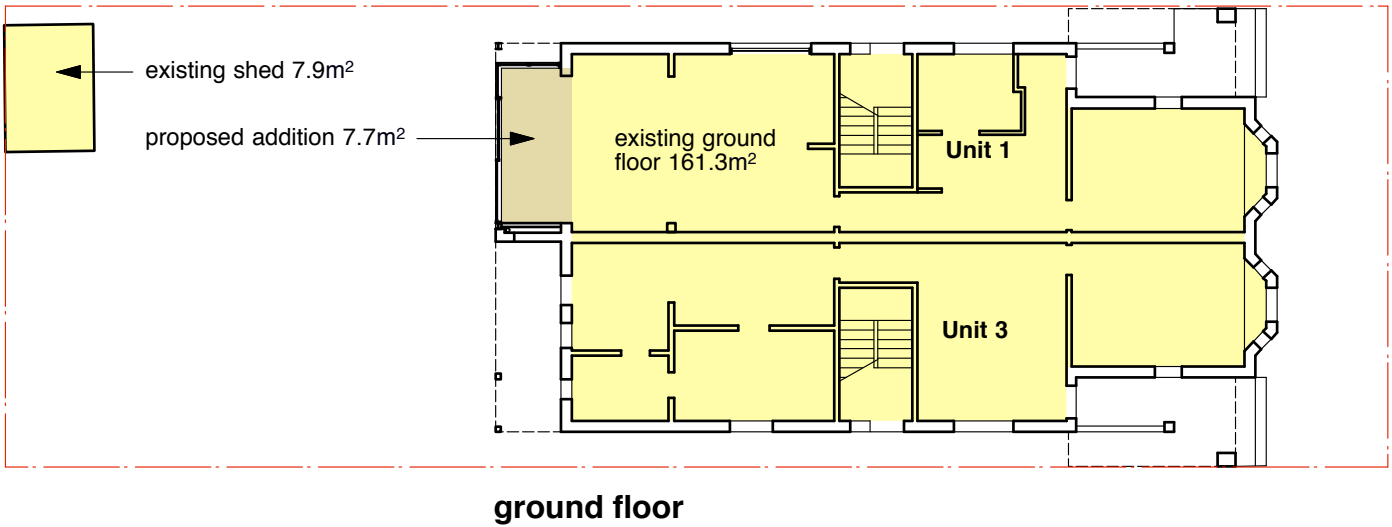 existing shed 7.9m²
proposed addition 7.7m²
existing ground
floor 161.3m²
Unit 1
Unit 3
ground floor